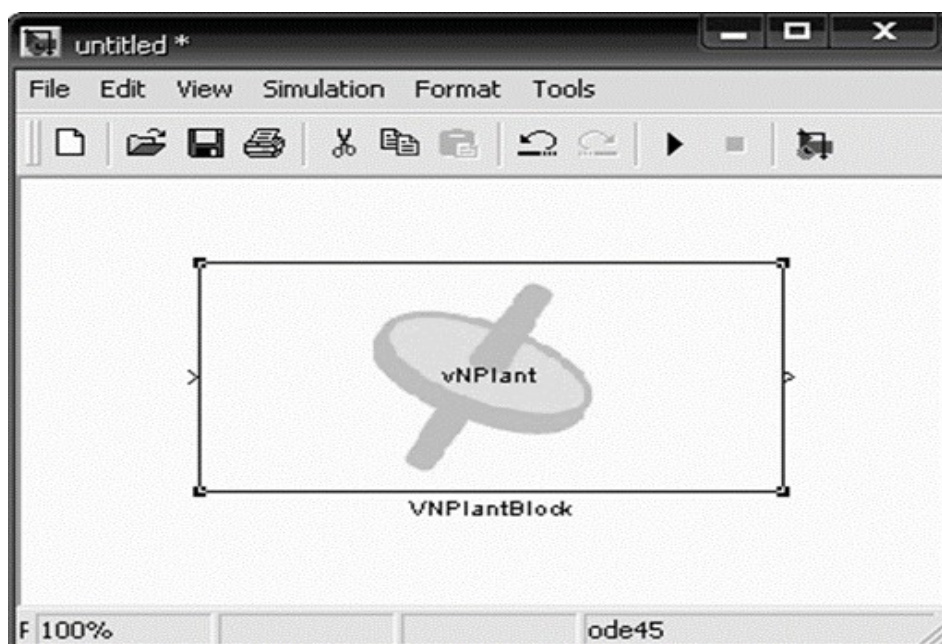 untitled *
File Edit View Simulation Format Tools
vNPlant
VNPlantBlock
F 100% ode45